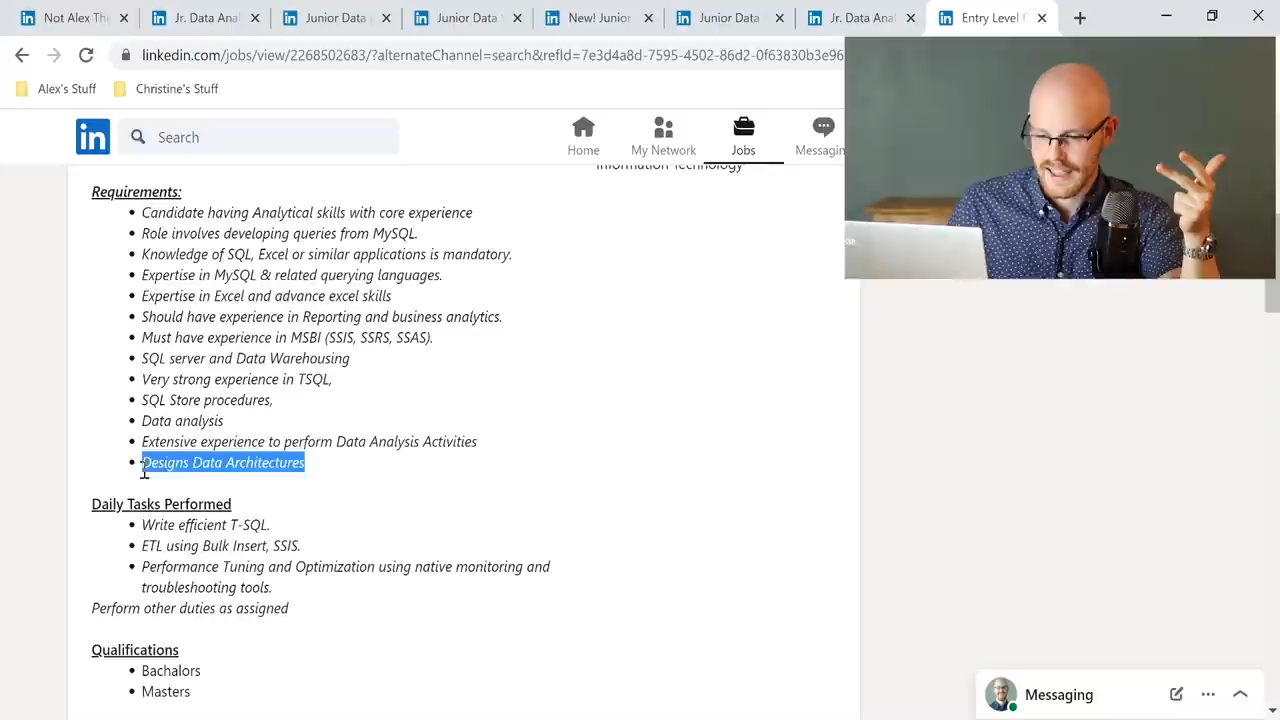 Not Alex The
Jr. Data Anal
Junior Data
Junior Data
New! Junior
Junior Data
Jr. Data Anal
Entry Level
linkedin.com/jobs/view/2268502683/?alternateChannel=search&refId=7e3d4a8d-7595-4502-86d2-0f63830b3e96
Alex's Stuff
Christine's Stuff
in
Search
Home
My Network
Jobs
Messagin
Information Technology
Requirements:
• Candidate having Analytical skills with core experience
• Role involves developing queries from MySQL.
• Knowledge of SQL, Excel or similar applications is mandatory.
• Expertise in MySQL & related querying languages.
• Expertise in Excel and advance excel skills
• Should have experience in Reporting and business analytics.
• Must have experience in MSBI (SSIS, SSRS, SSAS).
• SQL server and Data Warehousing
• Very strong experience in TSQL,
• SQL Store procedures,
• Data analysis
• Extensive experience to perform Data Analysis Activities
• Designs Data Architectures
Daily Tasks Performed
• Write efficient T-SQL.
• ETL using Bulk Insert, SSIS.
• Performance Tuning and Optimization using native monitoring and
troubleshooting tools.
Perform other duties as assigned
Qualifications
• Bachalors
• Masters
Messaging